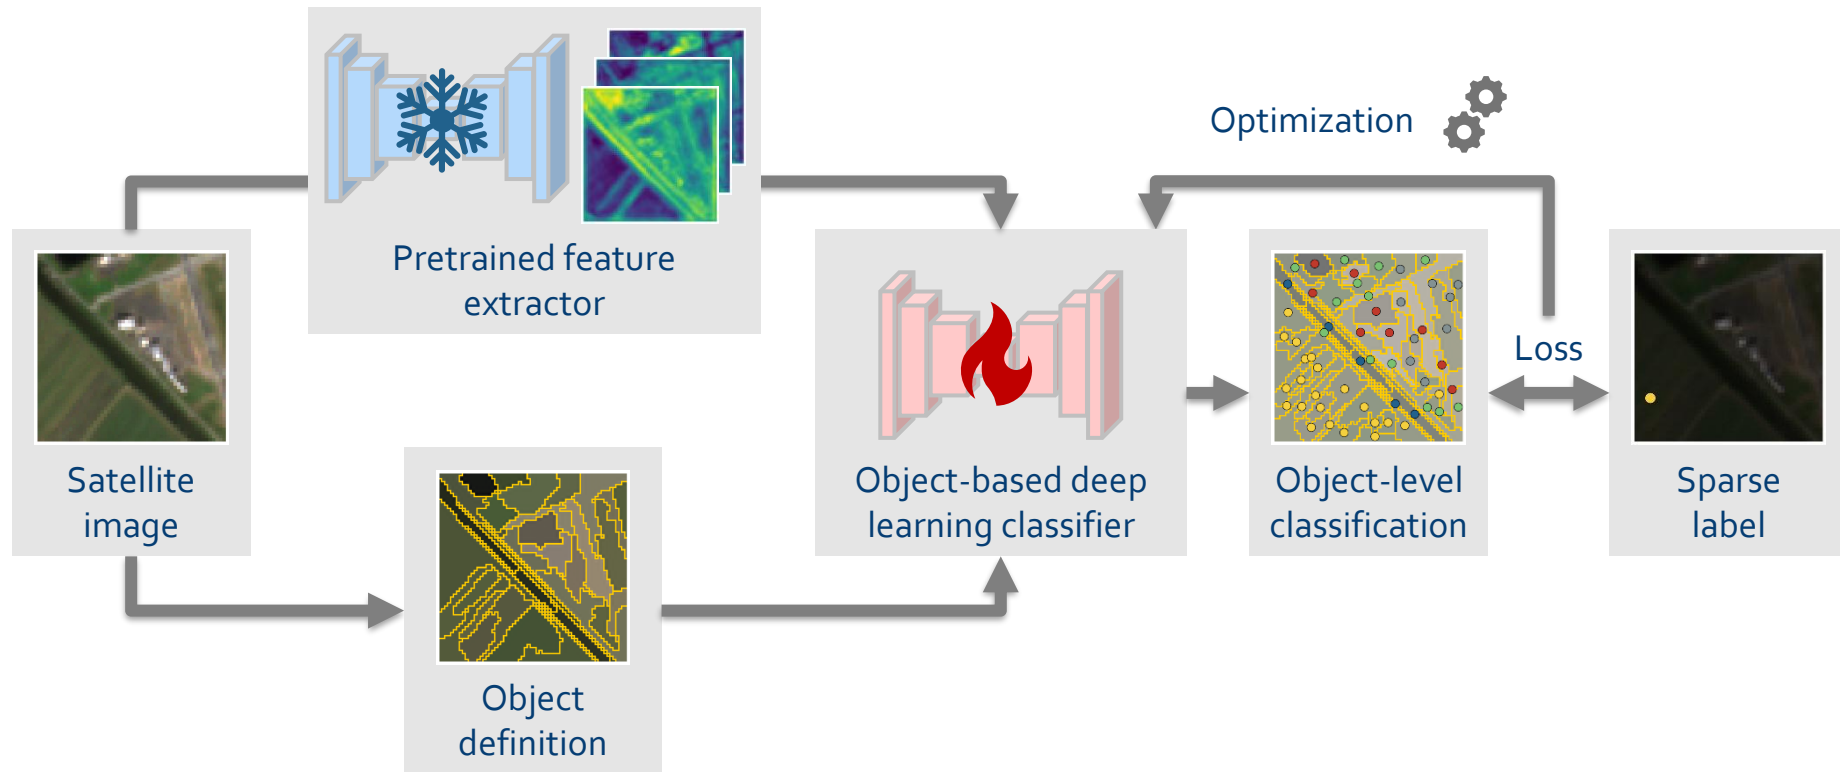 Optimization
Pretrained feature
extractor
Loss
Satellite
image
Object-based deep
learning classifier
Object-level
classification
Sparse
label
Object
definition